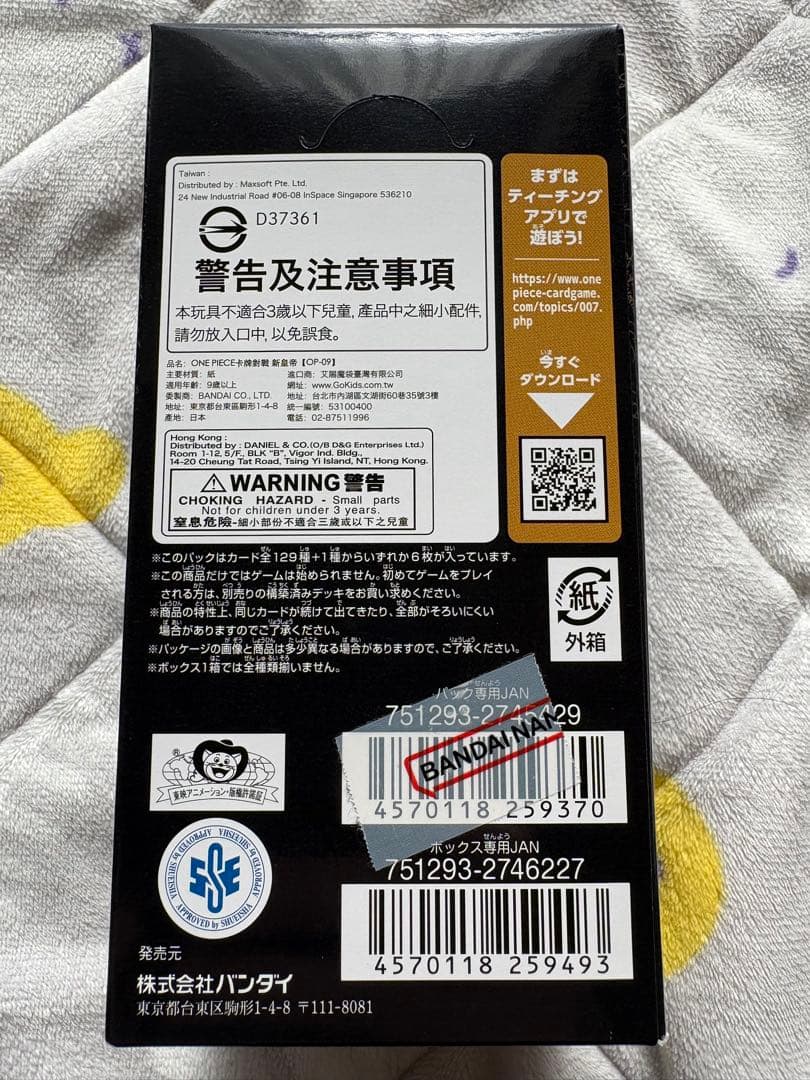 Taiwan :
Distributed by : Maxsoft Pte. Ltd.
24 New Industrial Road #06-08 InSpace Singapore 536210
D37361
警告及注意事項
本玩具不適合3歲以下兒童, 產品中之細小配件,
請勿放入口中, 以免誤食。
品名: ONE PIECE卡牌對戰 新皇帝【OP-09】
主要材質: 紙 進口商: 艾賜魔袋臺灣有限公司
適用年齡: 9歲以上 網址: www.GoKids.com.tw
委製商: BANDAI CO., LTD. 地址: 台北市內湖區文湖街60巷35號3樓
地址: 東京都台東區駒形1-4-8 統一編號: 53100400
產地: 日本 電話: 02-87511996
Hong Kong :
Distributed by : DANIEL & CO.(O/B D&G Enterprises Ltd.)
Room 1-12, 5/F., BLK “B”, Vigor Ind. Bldg.,
14-20 Cheung Tat Road, Tsing Yi Island, NT, Hong Kong.
WARNING 警告
CHOKING HAZARD - Small parts
Not for children under 3 years.
窒息危險-細小部份不適合三歲或以下之兒童
まずは
ティーチング
アプリで
遊ぼう!
https://www.one
piece-cardgame.
com/topics/007.
php
今すぐ
ダウンロード
※このパックはカード全129種+1種からいずれか6枚が入っています。
※この商品だけではゲームは始められません。初めてゲームをプレイ
される方は、別売りの構築済みデッキをお買い求めください。
※商品の特性上、同じカードが続けて出てきたり、全部がそろいにくい
場合がありますのでご了承ください。
※パッケージの画像と商品は多少異なる場合がありますので、ご了承ください。
※ボックス1箱では全種類揃いません。
紙
外箱
パック専用JAN
BANDAI NAM
4570118 259370
ボックス専用JAN
751293-2746227
4570118 259493
東映アニメーション・版権許諾証
APPROVED by SHUEISHA
発売元
株式会社バンダイ
東京都台東区駒形1-4-8 〒111-8081